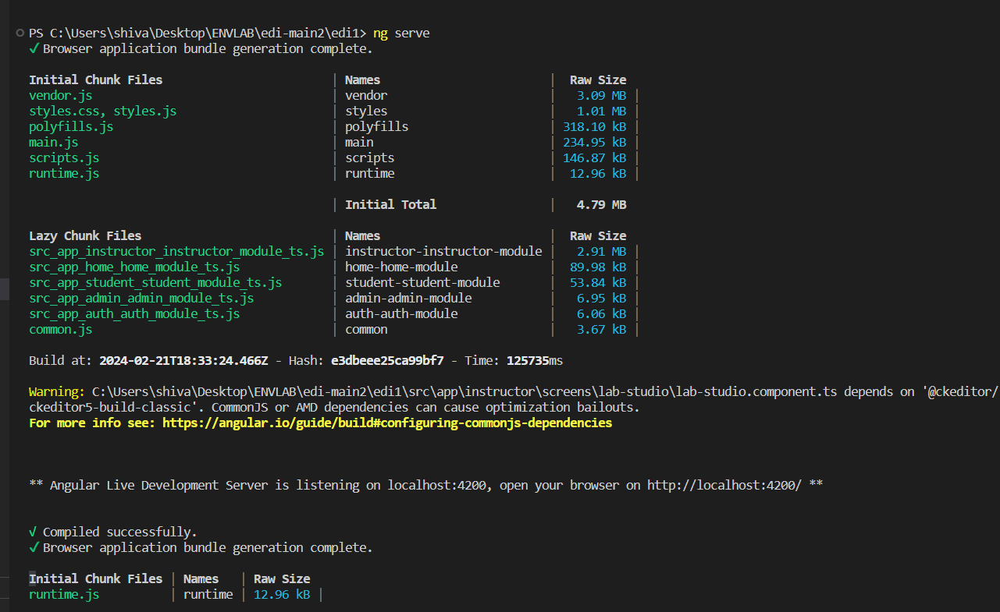 PS C:\Users\shiva\Desktop\ENVLAB\edi-main2\edi1> ng serve
✓ Browser application bundle generation complete.
Initial Chunk Files | Names | Raw Size
vendor.js | vendor | 3.09 MB |
styles.css, styles.js | styles | 1.01 MB |
polyfills.js | polyfills | 318.10 kB |
main.js | main | 234.95 kB |
scripts.js | scripts | 146.87 kB |
runtime.js | runtime | 12.96 kB |
| Initial Total | 4.79 MB
Lazy Chunk Files | Names | Raw Size
src_app_instructor_instructor_module_ts.js | instructor-instructor-module | 2.91 MB |
src_app_home_home_module_ts.js | home-home-module | 89.98 kB |
src_app_student_student_module_ts.js | student-student-module | 53.84 kB |
src_app_admin_admin_module_ts.js | admin-admin-module | 6.95 kB |
src_app_auth_auth_module_ts.js | auth-auth-module | 6.06 kB |
common.js | common | 3.67 kB |
Build at: 2024-02-21T18:33:24.466Z - Hash: e3dbeee25ca99bf7 - Time: 125735ms
Warning: C:\Users\shiva\Desktop\ENVLAB\edi-main2\edi1\src\app\instructor\screens\lab-studio\lab-studio.component.ts depends on '@ckeditor/
ckeditor5-build-classic'. CommonJS or AMD dependencies can cause optimization bailouts.
For more info see: https://angular.io/guide/build#configuring-commonjs-dependencies
** Angular Live Development Server is listening on localhost:4200, open your browser on http://localhost:4200/ **
√ Compiled successfully.
✓ Browser application bundle generation complete.
Initial Chunk Files | Names | Raw Size
runtime.js | runtime | 12.96 kB |